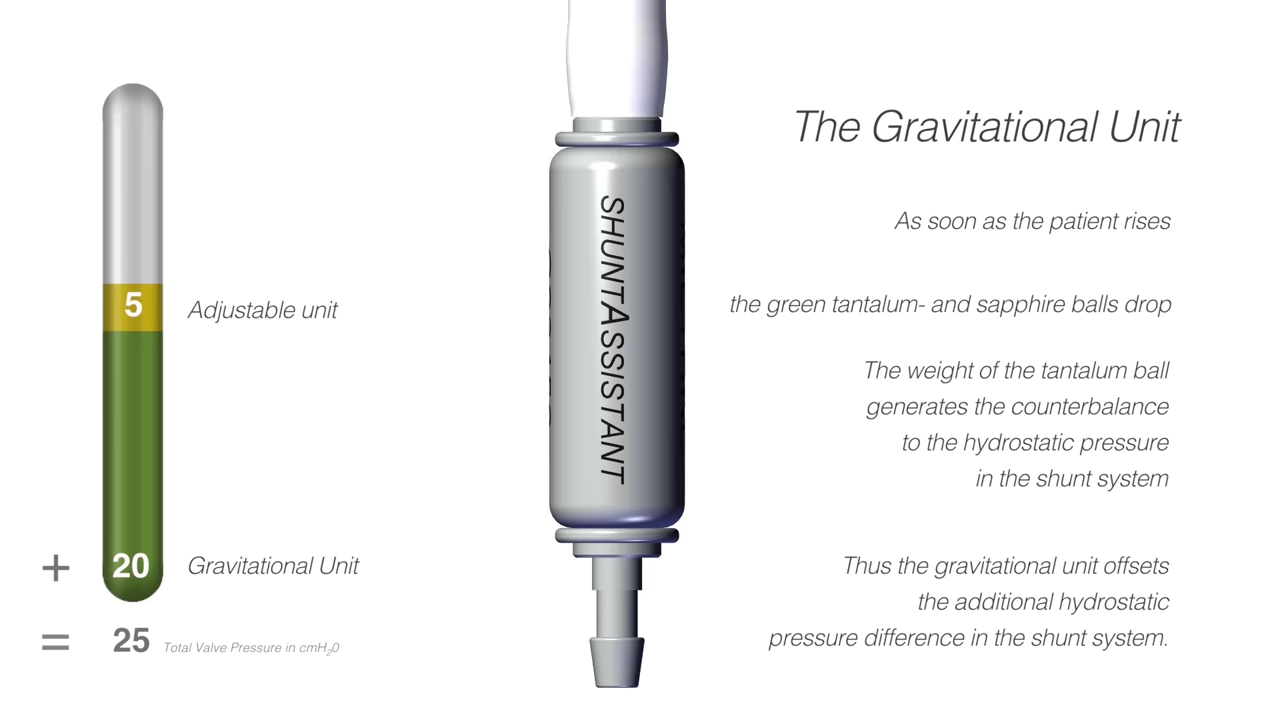 The Gravitational Unit
As soon as the patient rises
the green tantalum- and sapphire balls drop
The weight of the tantalum ball
generates the counterbalance
to the hydrostatic pressure
in the shunt system
Thus the gravitational unit offsets
the additional hydrostatic
pressure difference in the shunt system.
SHUNTASSISTANT
5 Adjustable unit
+ 20 Gravitational Unit
= 25 Total Valve Pressure in cmH₂0